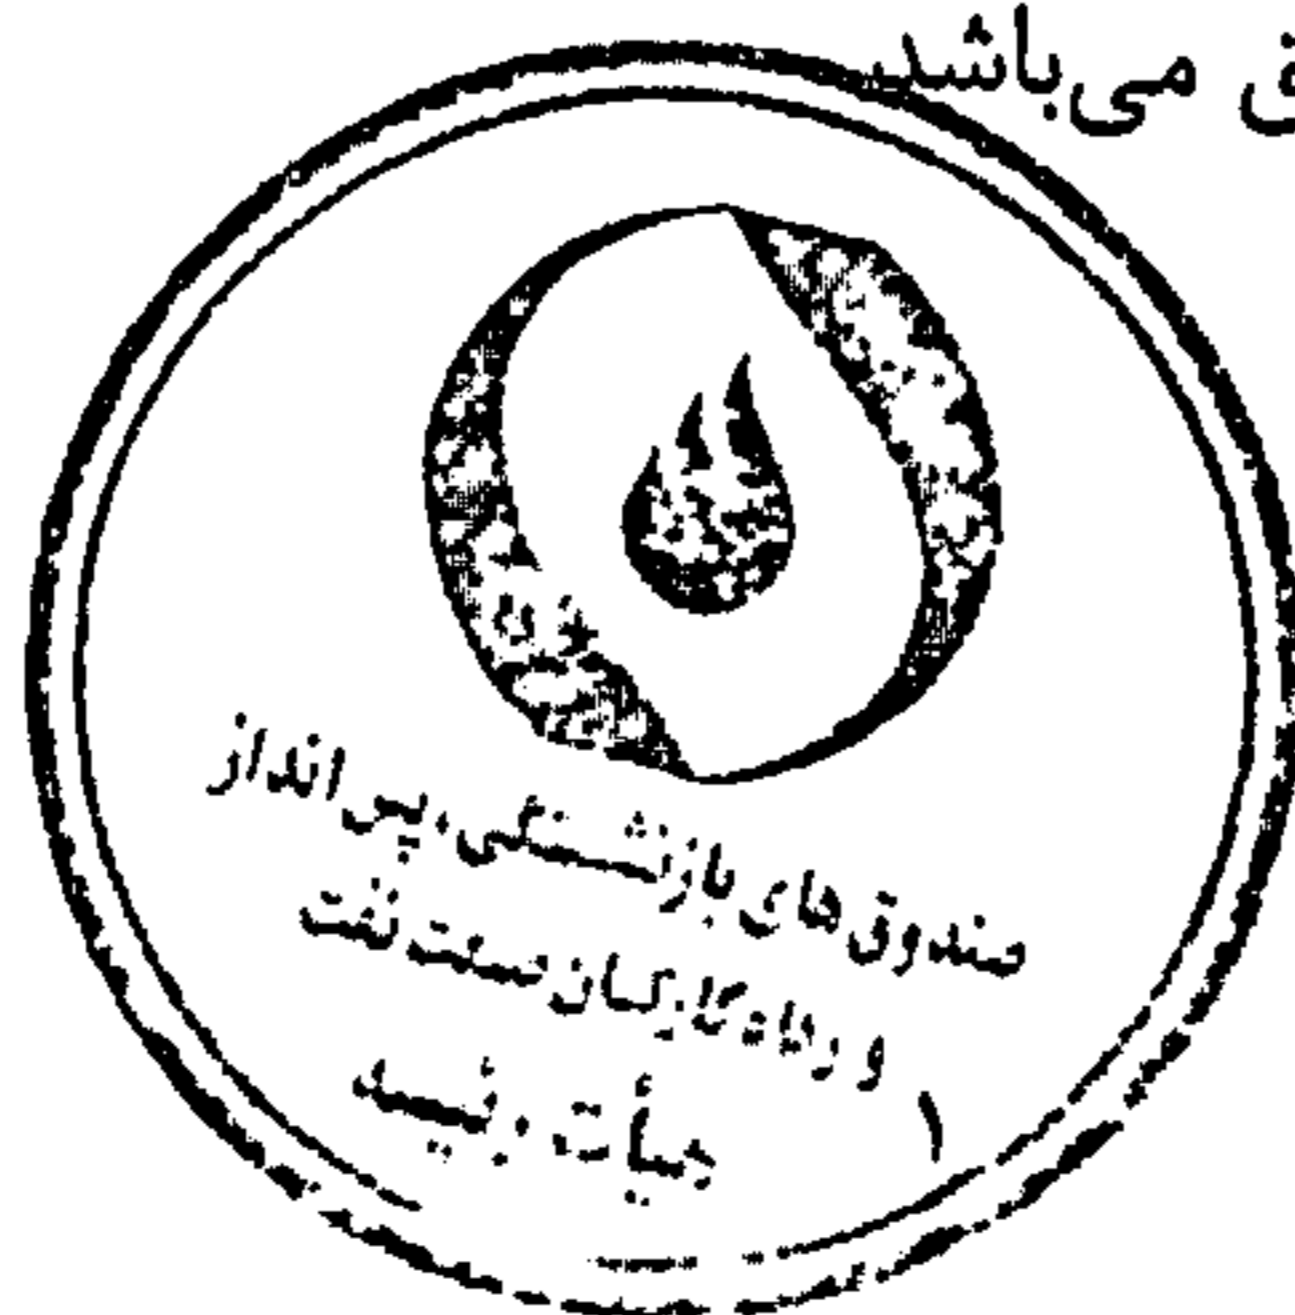 ق می‌باشد
صندوق های بازنشستگی، پس انداز
و رفاه کارکنان صنعت نفت
هیأت رئیسه
۱